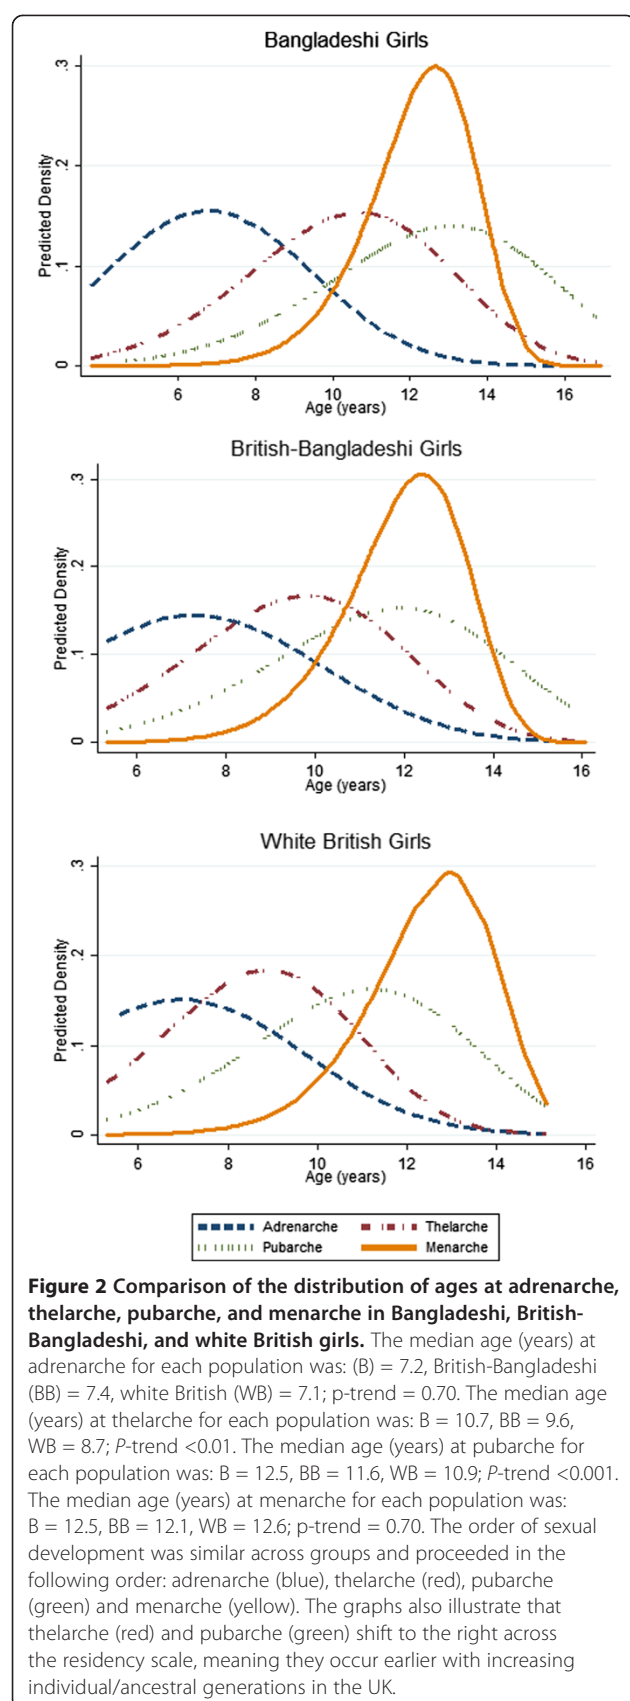 Bangladeshi Girls
Predicted Density
.3
.2
.1
0
6 8 10 12 14 16
Age (years)
British-Bangladeshi Girls
Predicted Density
.3
.2
.1
0
6 8 10 12 14 16
Age (years)
White British Girls
Predicted Density
.3
.2
.1
0
6 8 10 12 14 16
Age (years)
Adrenarche Thelarche
Pubarche Menarche
Figure 2 Comparison of the distribution of ages at adrenarche,
thelarche, pubarche, and menarche in Bangladeshi, British-
Bangladeshi, and white British girls. The median age (years) at
adrenarche for each population was: (B) = 7.2, British-Bangladeshi
(BB) = 7.4, white British (WB) = 7.1; p-trend = 0.70. The median age
(years) at thelarche for each population was: B = 10.7, BB = 9.6,
WB = 8.7; P-trend <0.01. The median age (years) at pubarche for
each population was: B = 12.5, BB = 11.6, WB = 10.9; P-trend <0.001.
The median age (years) at menarche for each population was:
B = 12.5, BB = 12.1, WB = 12.6; p-trend = 0.70. The order of sexual
development was similar across groups and proceeded in the
following order: adrenarche (blue), thelarche (red), pubarche
(green) and menarche (yellow). The graphs also illustrate that
thelarche (red) and pubarche (green) shift to the right across
the residency scale, meaning they occur earlier with increasing
individual/ancestral generations in the UK.